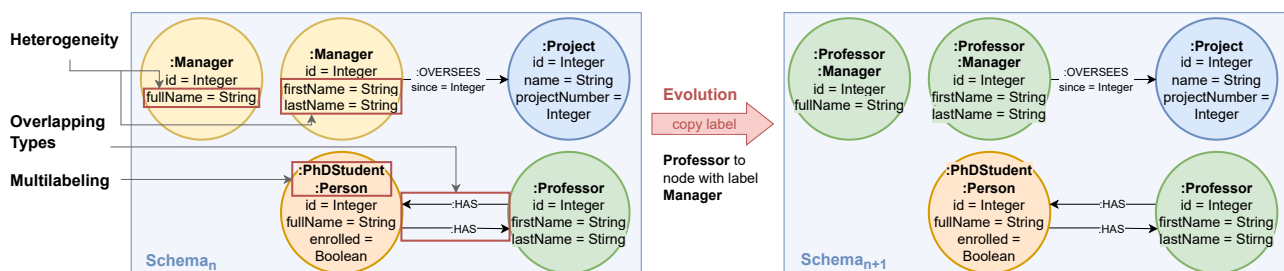 Heterogeneity
Overlapping
Types
Multilabeling
:Manager
id = Integer
fullName = String
:Manager
id = Integer
firstName = String
lastName = String
:OVERSEES
since = Integer
:Project
id = Integer
name = String
projectNumber =
Integer
:PhDStudent
:Person
id = Integer
fullName = String
enrolled =
Boolean
:HAS
:HAS
:Professor
id = Integer
firstName = String
lastName = Stirng
Schema n
Evolution
copy label
Professor to
node with label
Manager
:Professor
:Manager
id = Integer
fullName = String
:Professor
:Manager
id = Integer
firstName = String
lastName = String
:OVERSEES
since = Integer
:Project
id = Integer
name = String
projectNumber =
Integer
:PhDStudent
:Person
id = Integer
fullName = String
enrolled =
Boolean
:HAS
:HAS
:Professor
id = Integer
firstName = String
lastName = Stirng
Schema n+1